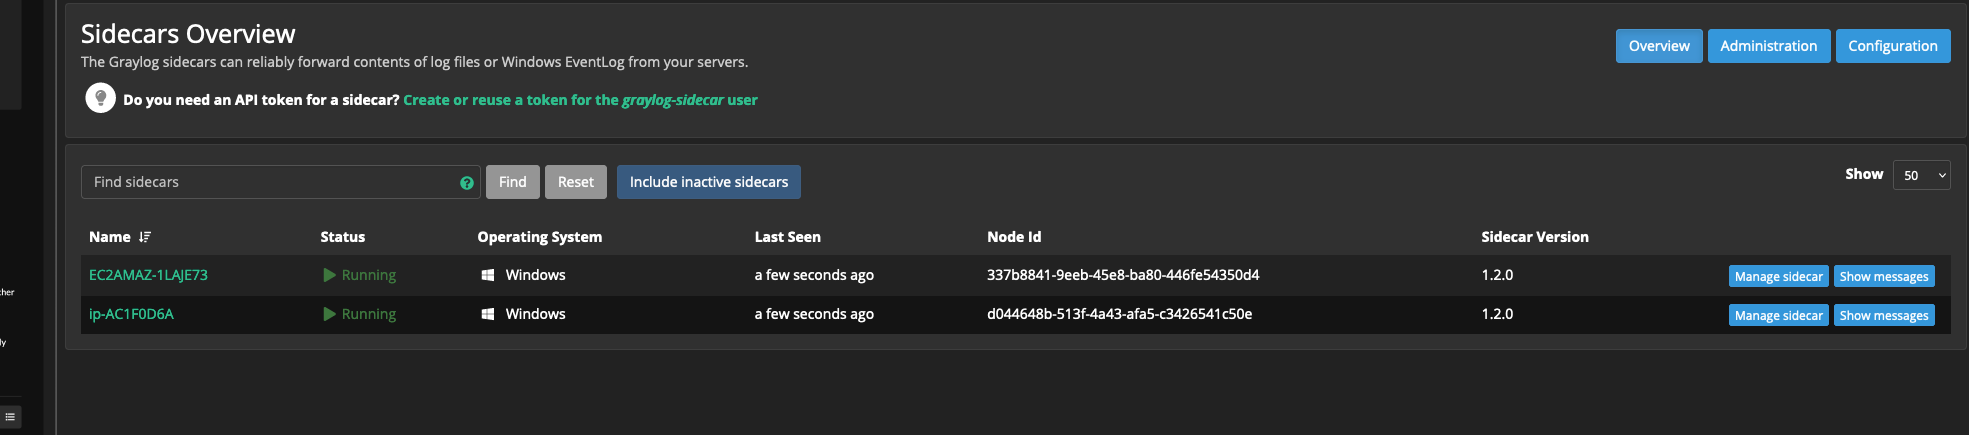 Sidecars Overview
Overview Administration Configuration
The Graylog sidecars can reliably forward contents of log files or Windows EventLog from your servers.
Do you need an API token for a sidecar? Create or reuse a token for the graylog-sidecar user
Find sidecars ? Find Reset Include inactive sidecars Show 50
Name Status Operating System Last Seen Node Id Sidecar Version
EC2AMAZ-1LAJE73 Running Windows a few seconds ago 337b8841-9eeb-45e8-ba80-446fe54350d4 1.2.0 Manage sidecar Show messages
cher
ip-AC1F0D6A Running Windows a few seconds ago d044648b-513f-4a43-afa5-c3426541c50e 1.2.0 Manage sidecar Show messages
ly